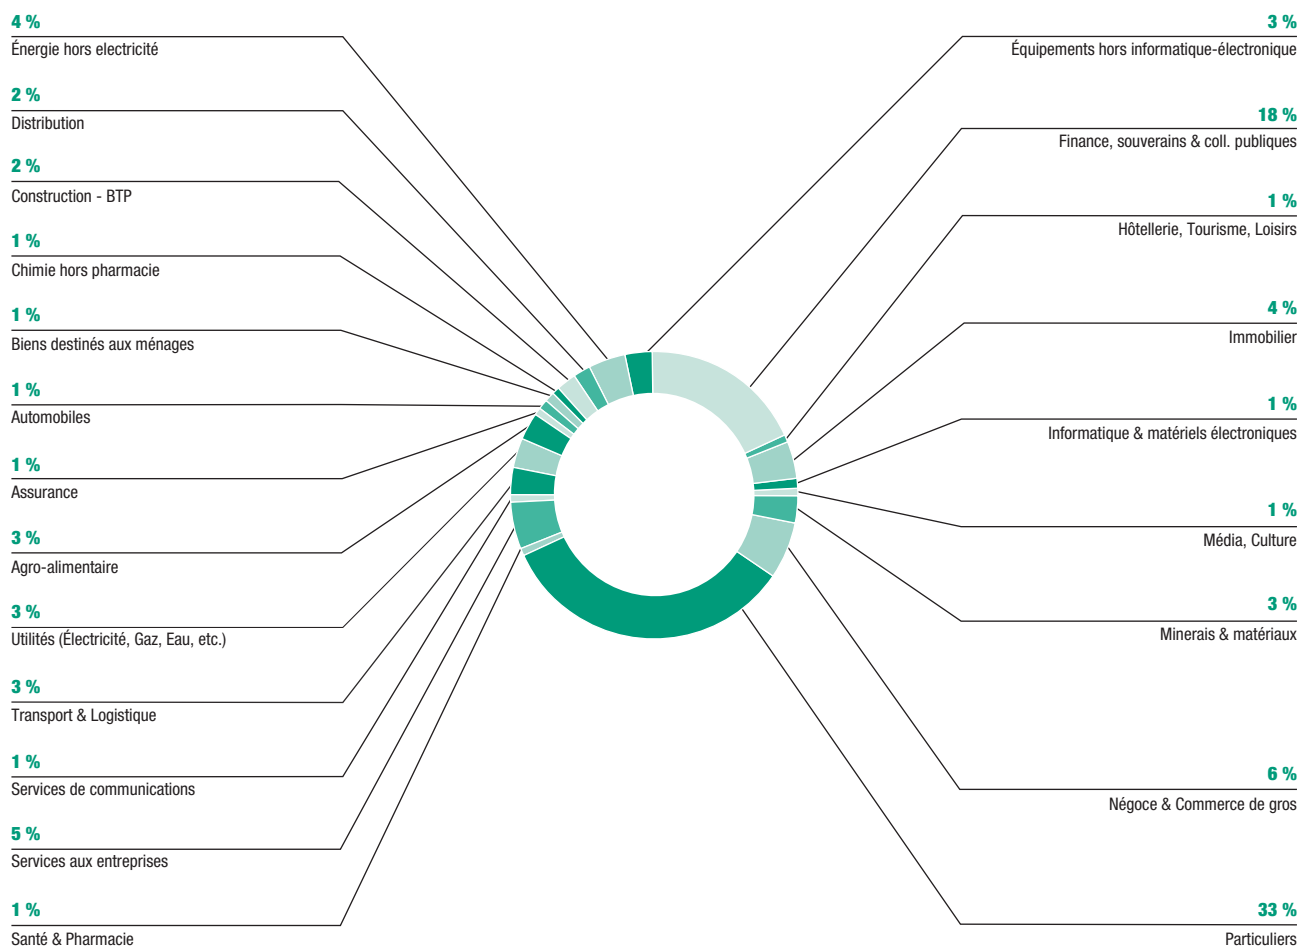 4 %
Énergie hors electricité
2 %
Distribution
2 %
Construction - BTP
1 %
Chimie hors pharmacie
1 %
Biens destinés aux ménages
1 %
Automobiles
1 %
Assurance
3 %
Agro-alimentaire
3 %
Utilités (Électricité, Gaz, Eau, etc.)
3 %
Transport & Logistique
1 %
Services de communications
5 %
Services aux entreprises
1 %
Santé & Pharmacie
3 %
Équipements hors informatique-électronique
18 %
Finance, souverains & coll. publiques
1 %
Hôtellerie, Tourisme, Loisirs
4 %
Immobilier
1 %
Informatique & matériels électroniques
1 %
Média, Culture
3 %
Minerais & matériaux
6 %
Négoce & Commerce de gros
33 %
Particuliers